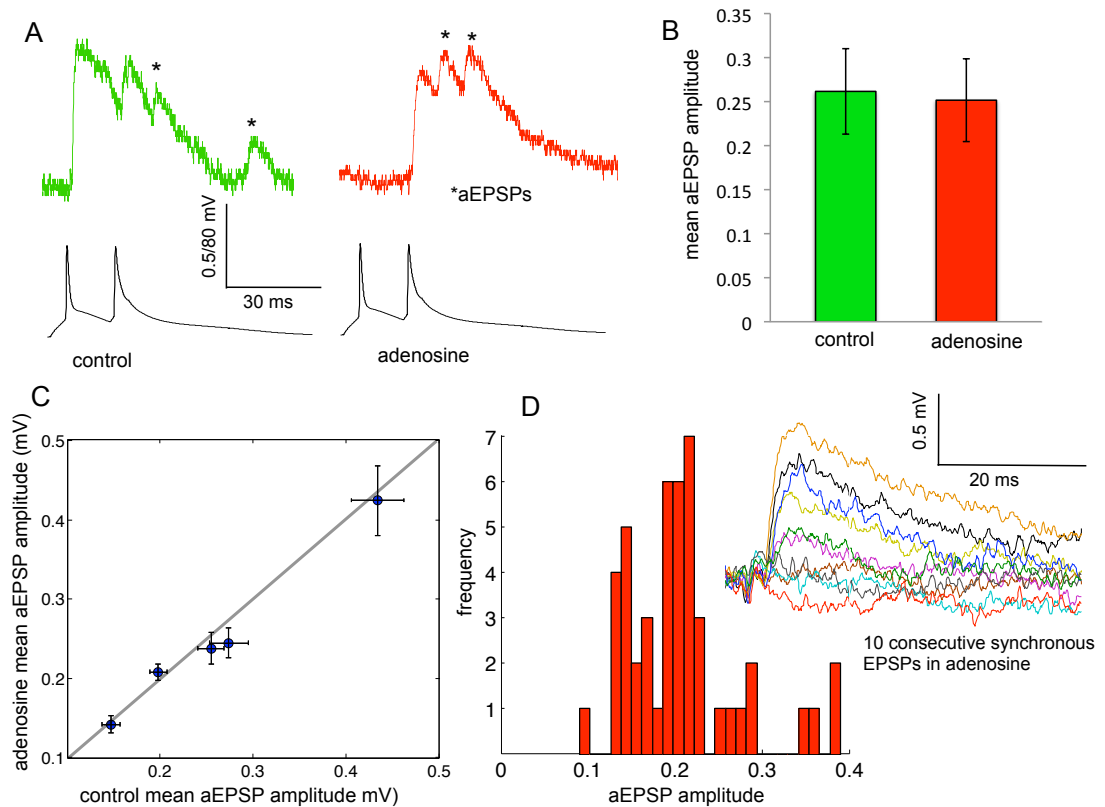 A
*
*
* *
*aEPSPs
0.5/80 mV
30 ms
control
adenosine
B
mean aEPSP amplitude
0.35
0.3
0.25
0.2
0.15
0.1
0.05
0
control
adenosine
C
adenosine mean aEPSP amplitude (mV)
0.5
0.4
0.3
0.2
0.1
0.2
0.3
0.4
0.5
control mean aEPSP amplitude mV)
D
frequency
7
6
5
4
3
2
1
0
0.1
0.2
0.3
0.4
aEPSP amplitude
0.5 mV
20 ms
10 consecutive synchronous
EPSPs in adenosine